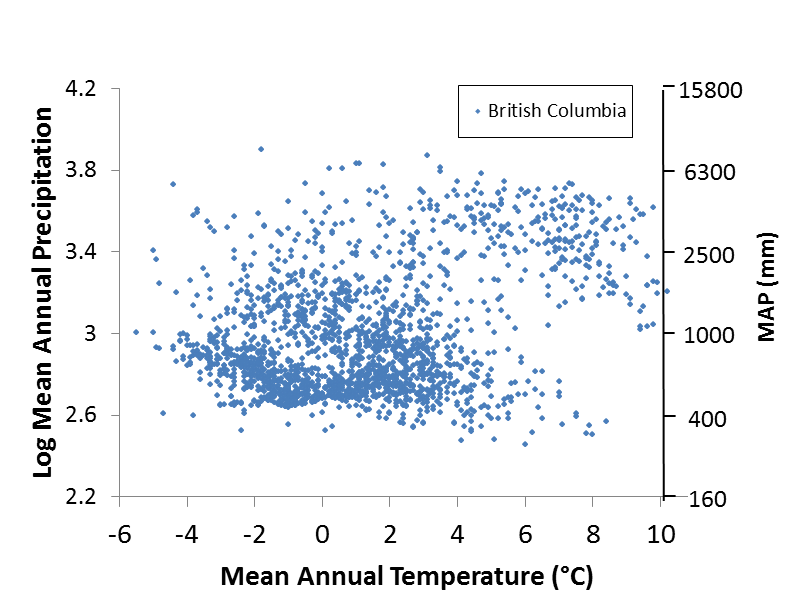 British Columbia
Log Mean Annual Precipitation
4.2
3.8
3.4
3
2.6
2.2
15800
6300
2500
1000
400
160
MAP (mm)
-6 -4 -2 0 2 4 6 8 10
Mean Annual Temperature (°C)